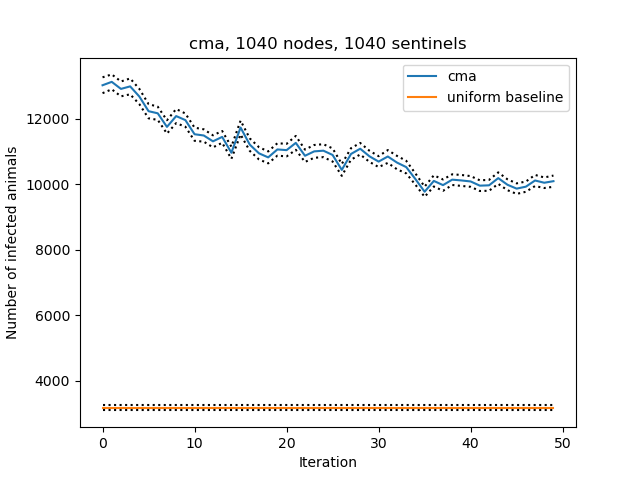 cma, 1040 nodes, 1040 sentinels
cma
uniform baseline
Number of infected animals
12000
10000
8000
6000
4000
0
10
20
30
40
50
Iteration